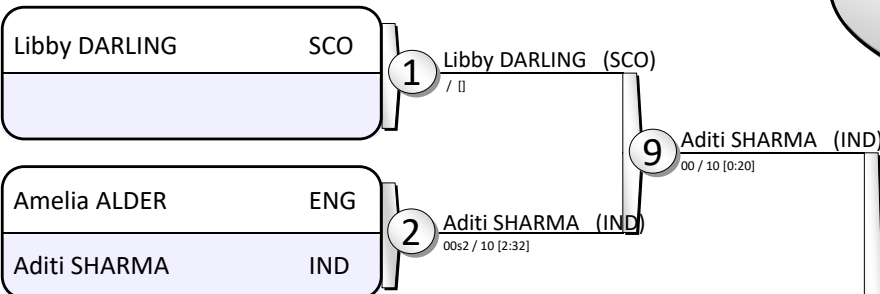 Libby DARLING SCO
1
Libby DARLING (SCO)
/ []
9
Aditi SHARMA (IND)
00 / 10 [0:20]
Amelia ALDER ENG
Aditi SHARMA IND
2
Aditi SHARMA (IND)
00s2 / 10 [2:32]